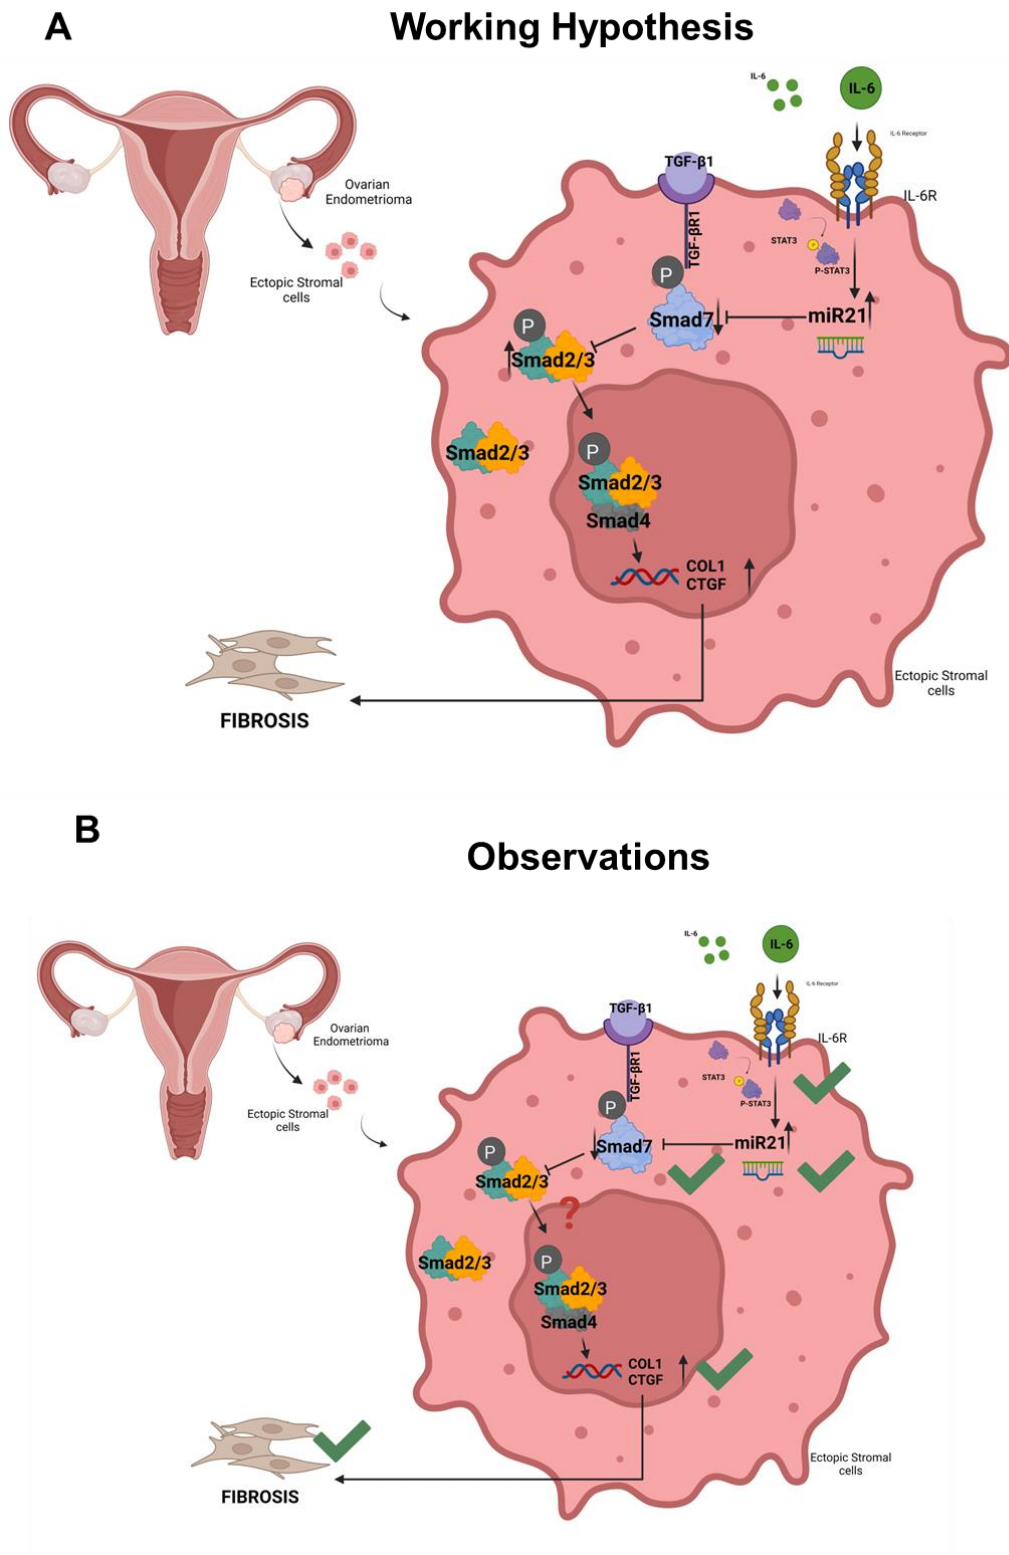 A
Working Hypothesis
IL-6
IL-6
IL-6 Receptor
TGF-β1
Ovarian
Endometrioma
IL-6R
TGF-βR1
STAT3
P
P-STAT3
Ectopic Stromal
cells
P
Smad7
miR21
P
Smad2/3
Smad2/3
P
Smad2/3
Smad4
COL1
CTGF
Ectopic Stromal
cells
FIBROSIS
B
Observations
IL-6
IL-6
IL-6 Receptor
TGF-β1
Ovarian
Endometrioma
IL-6R
TGF-βR1
STAT3
P
P-STAT3
Ectopic Stromal
cells
P
Smad7
miR21
P
Smad2/3
?
Smad2/3
P
Smad2/3
Smad4
COL1
CTGF
Ectopic Stromal
cells
FIBROSIS